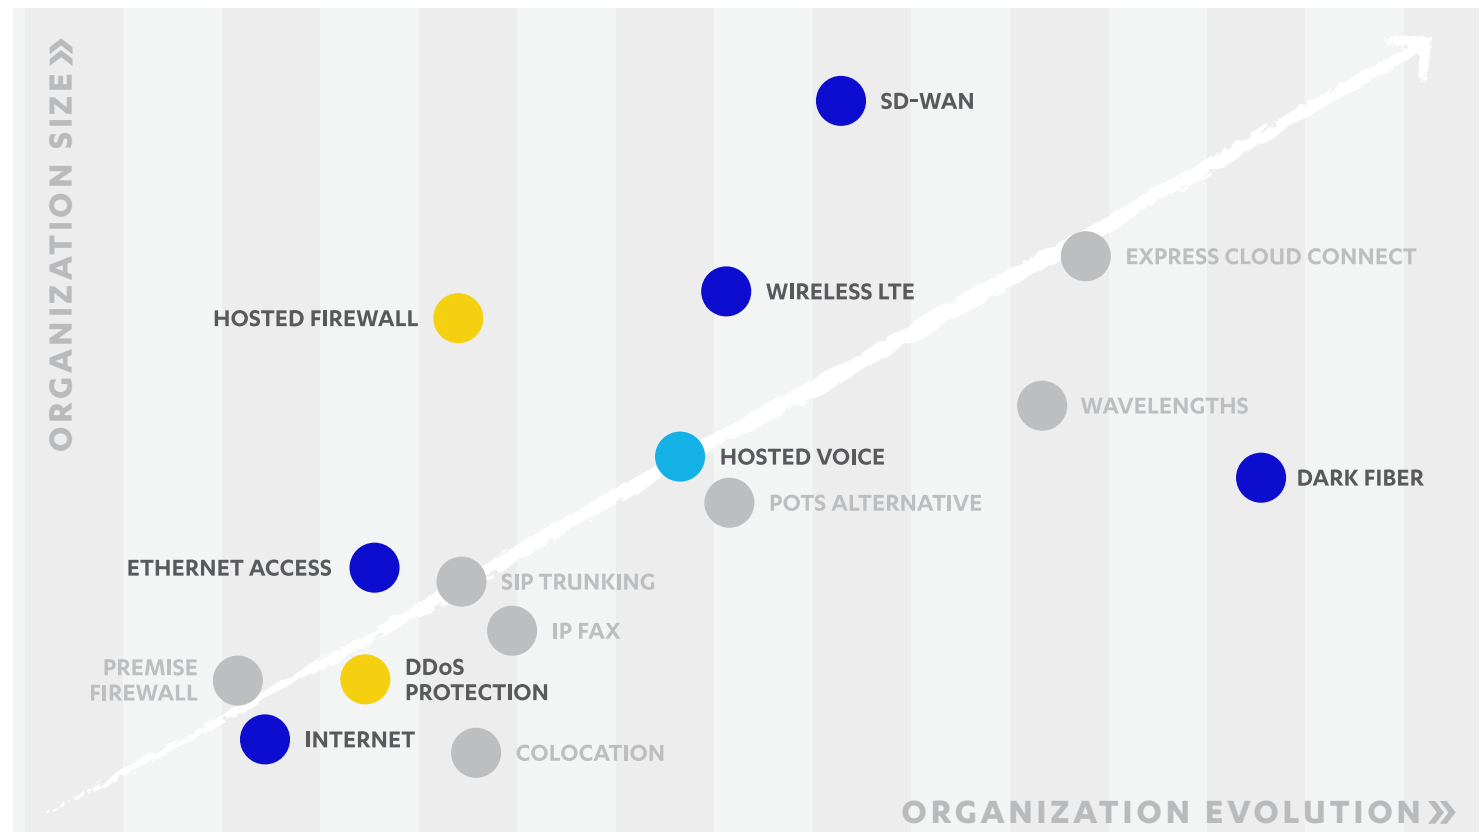 ORGANIZATION SIZE »
SD-WAN
EXPRESS CLOUD CONNECT
WIRELESS LTE
HOSTED FIREWALL
WAVELENGTHS
HOSTED VOICE
DARK FIBER
POTS ALTERNATIVE
ETHERNET ACCESS
SIP TRUNKING
IP FAX
PREMISE
FIREWALL
DDoS
PROTECTION
INTERNET
COLOCATION
ORGANIZATION EVOLUTION »